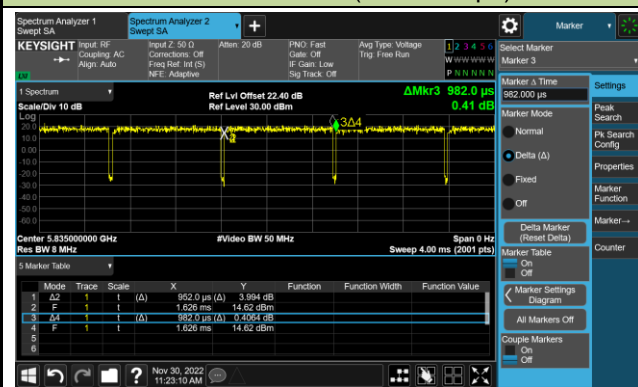 Spectrum Analyzer 1
Swept SA
Spectrum Analyzer 2
Swept SA
Marker
KEYSIGHT
Input: RF
Coupling: AC
Align: Auto
Input Z: 50 Ω
Corrections: Off
Freq Ref: Int (S)
NFE: Adaptive
Atten: 20 dB
PNO: Fast
Gate: Off
IF Gain: Low
Sig Track: Off
Avg Type: Voltage
Trig: Free Run
1 2 3 4 5 6
W W W W W W
P N N N N N
LVI
Select Marker
Marker 3
1 Spectrum
Scale/Div 10 dB
Ref Lvl Offset 22.40 dB
Ref Level 30.00 dBm
ΔMkr3 982.0 µs
0.41 dB
Log
20.0
10.0
0.00
-10.0
-20.0
-30.0
-40.0
-50.0
-60.0
3Δ4
Center 5.835000000 GHz
Res BW 8 MHz
#Video BW 50 MHz
Span 0 Hz
Sweep 4.00 ms (2001 pts)
5 Marker Table
Mode Trace Scale X Y Function Function Width Function Value
1 Δ2 1 t (Δ) 952.0 µs (Δ) 3.994 dB
2 F 1 t 1.626 ms 14.62 dBm
3 Δ4 1 t (Δ) 982.0 µs (Δ) 0.4064 dB
4 F 1 t 1.626 ms 14.62 dBm
5
6
Marker Δ Time
982.000 µs
Marker Mode
Normal
Delta (Δ)
Fixed
Off
Delta Marker
(Reset Delta)
Marker Table
On
Off
Marker Settings
Diagram
All Markers Off
Couple Markers
On
Off
Settings
Peak
Search
Pk Search
Config
Properties
Marker
Function
Marker→
Counter
Nov 30, 2022
11:23:10 AM